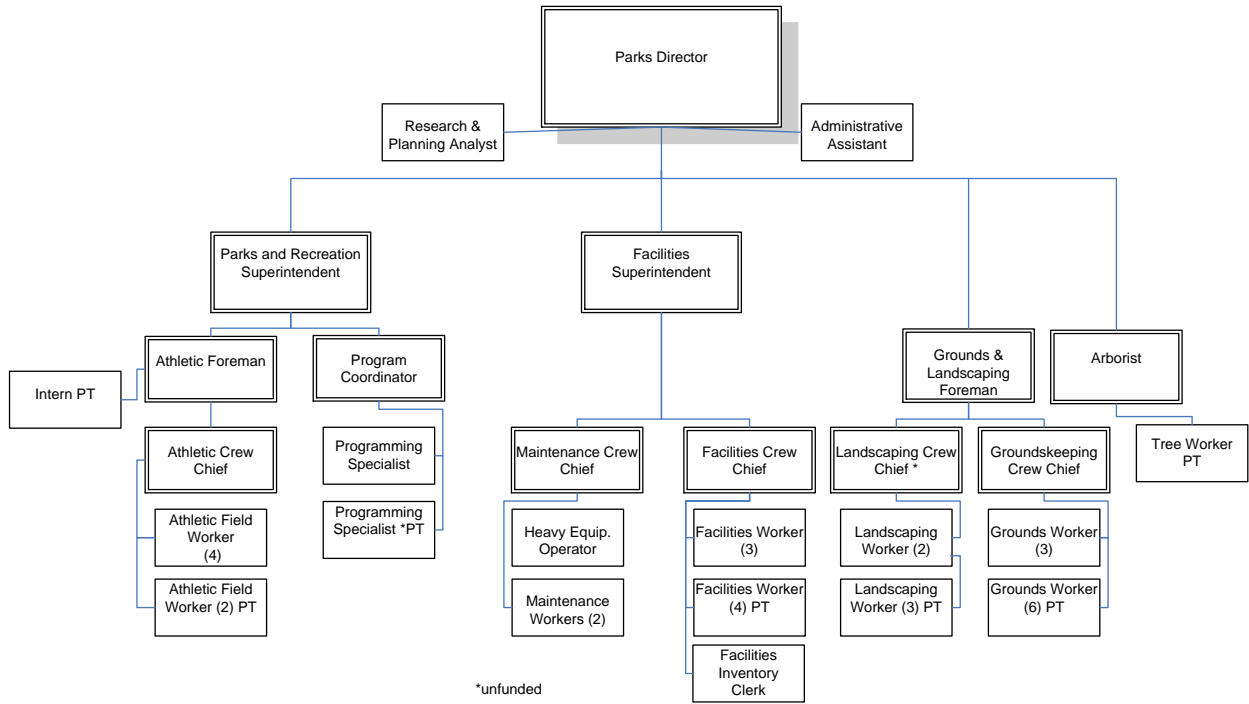 Parks Director
Research &
Planning Analyst
Administrative
Assistant
Parks and Recreation
Superintendent
Facilities
Superintendent
Athletic Foreman
Program
Coordinator
Grounds &
Landscaping
Foreman
Arborist
Intern PT
Athletic Crew
Chief
Programming
Specialist
Maintenance Crew
Chief
Facilities Crew
Chief
Landscaping Crew
Chief *
Groundskeeping
Crew Chief
Tree Worker
PT
Athletic Field
Worker
(4)
Programming
Specialist *PT
Heavy Equip.
Operator
Facilities Worker
(3)
Landscaping
Worker (2)
Grounds Worker
(3)
Athletic Field
Worker (2) PT
Maintenance
Workers (2)
Facilities Worker
(4) PT
Landscaping
Worker (3) PT
Grounds Worker
(6) PT
Facilities
Inventory
Clerk
*unfunded